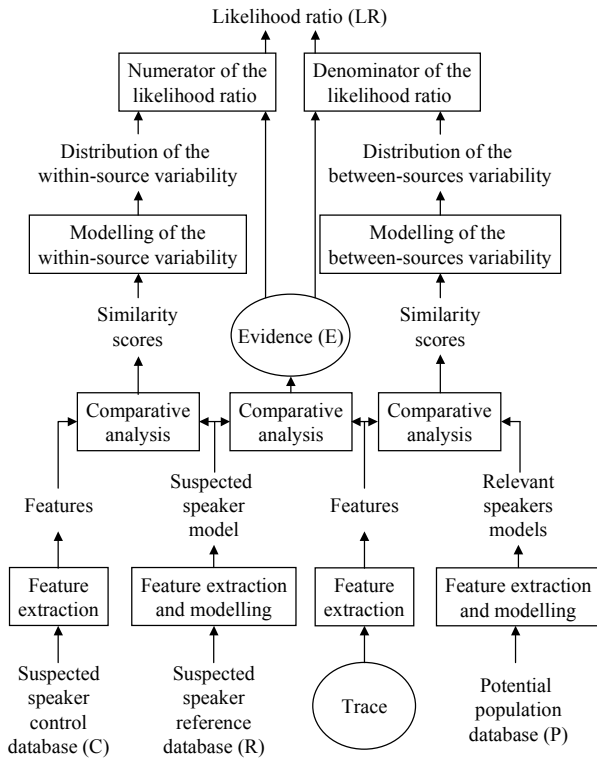 Likelihood ratio (LR)
Numerator of the
likelihood ratio
Denominator of the
likelihood ratio
Distribution of the
within-source variability
Distribution of the
between-sources variability
Modelling of the
within-source variability
Modelling of the
between-sources variability
Similarity
scores
Evidence (E)
Similarity
scores
Comparative
analysis
Comparative
analysis
Comparative
analysis
Features
Suspected
speaker
model
Features
Relevant
speakers
models
Feature
extraction
Feature extraction
and modelling
Feature
extraction
Feature extraction
and modelling
Suspected
speaker
control
database (C)
Suspected
speaker
reference
database (R)
Trace
Potential
population
database (P)